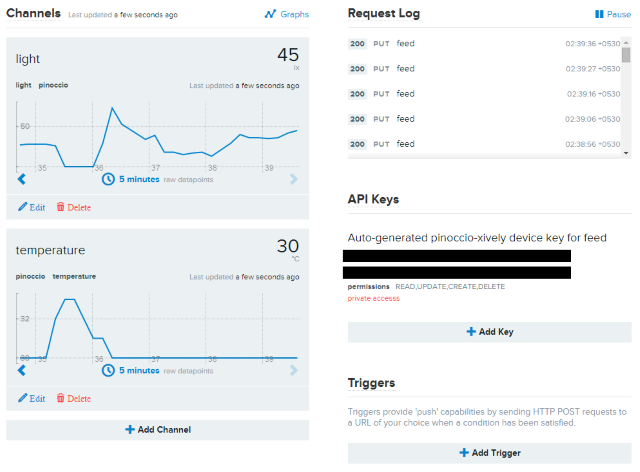 Channels Last updated a few seconds ago Graphs
light 45
lx
light pinoccio Last updated a few seconds ago
50
35 36 37 38 39
5 minutes raw datapoints
Edit Delete
temperature 30
°C
pinoccio temperature Last updated a few seconds ago
32
30 35 36 37 38 39
5 minutes raw datapoints
Edit Delete
Add Channel
Request Log Pause
200 PUT feed 02:39:36 +0530
200 PUT feed 02:39:27 +0530
200 PUT feed 02:39:16 +0530
200 PUT feed 02:39:06 +0530
200 PUT feed 02:38:56 +0530
API Keys
Auto-generated pinoccio-xively device key for feed
permissions READ,UPDATE,CREATE,DELETE
private accesss
Add Key
Triggers
Triggers provide 'push' capabilities by sending HTTP POST requests to
a URL of your choice when a condition has been satisfied.
Add Trigger